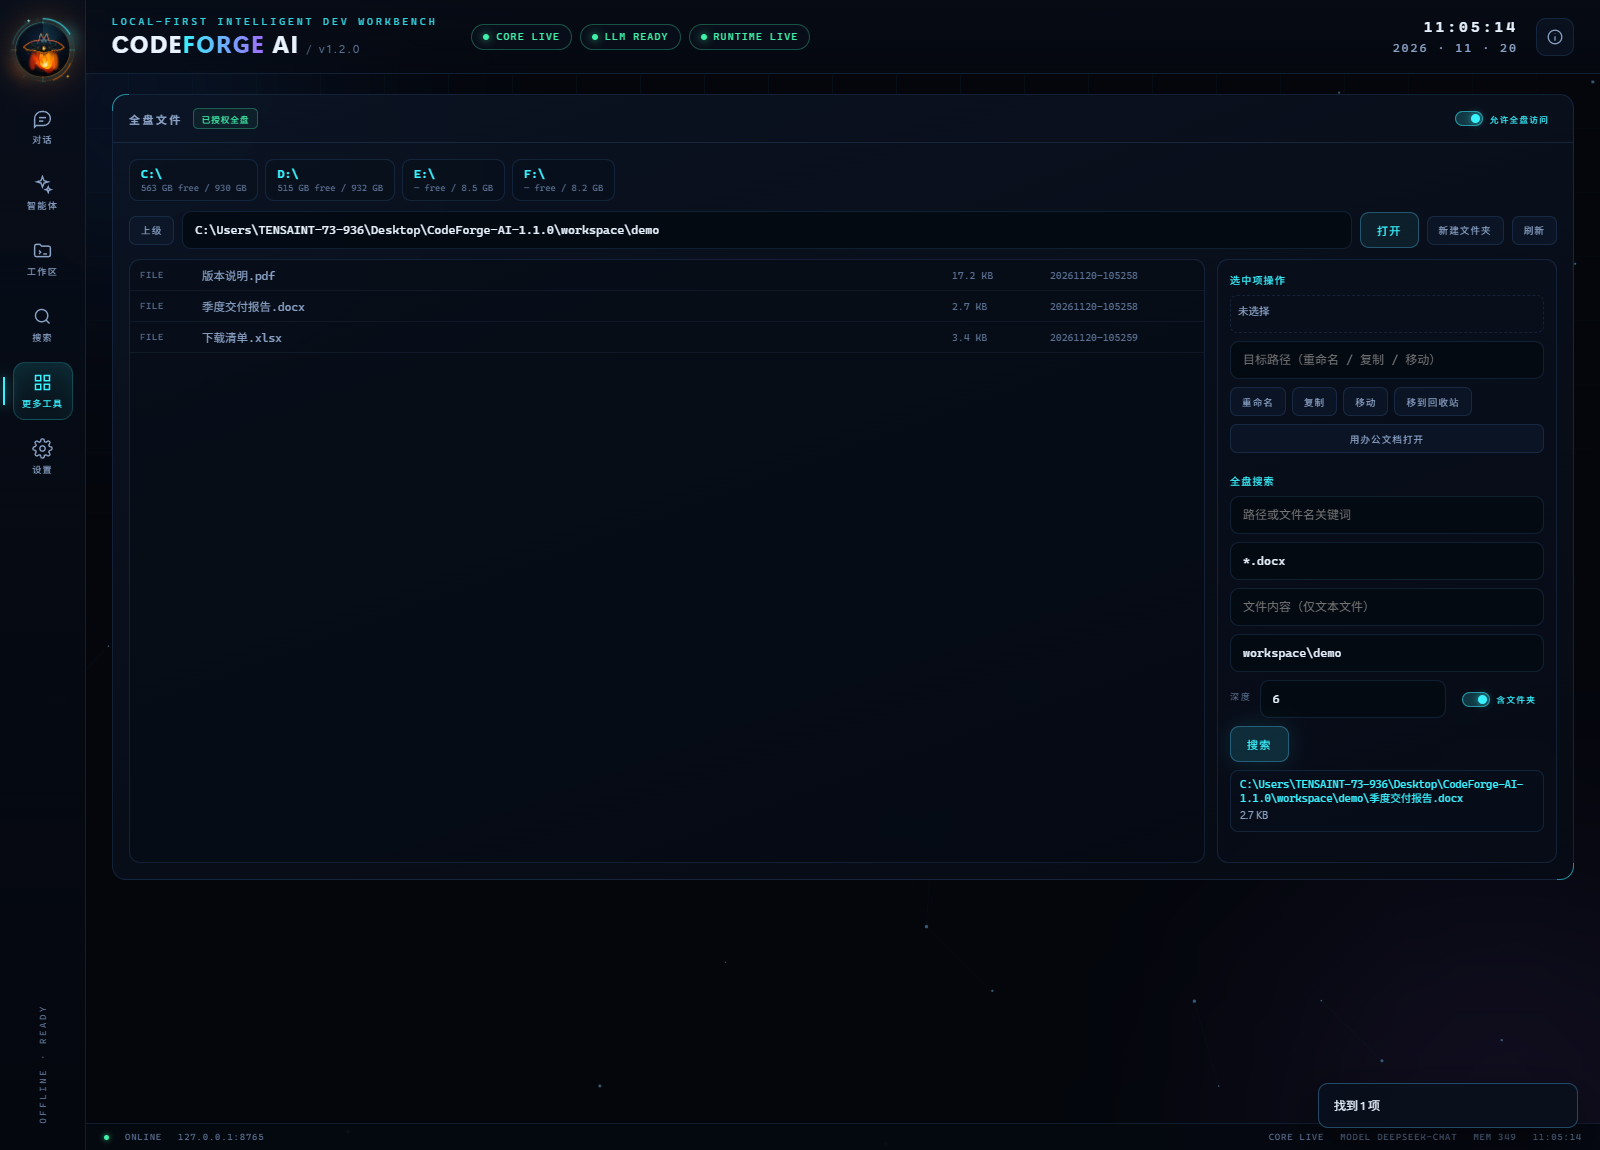 LOCAL-FIRST INTELLIGENT DEV WORKBENCH
CODEFORGE AI / v1.2.0
CORE LIVE
LLM READY
RUNTIME LIVE
11:05:14
2026 · 11 · 20
对话
智能体
工作区
搜索
更多工具
设置
OFFLINE · READY
全盘文件
已授权全盘
允许全盘访问
C:\
563 GB free / 930 GB
D:\
515 GB free / 932 GB
E:\
— free / 8.5 GB
F:\
— free / 8.2 GB
上级
C:\Users\TENSAINT-73-936\Desktop\CodeForge-AI-1.1.0\workspace\demo
打开
新建文件夹
刷新
FILE 版本说明.pdf 17.2 KB 20261120-105258
FILE 季度交付报告.docx 2.7 KB 20261120-105258
FILE 下载清单.xlsx 3.4 KB 20261120-105259
选中项操作
未选择
目标路径（重命名 / 复制 / 移动）
重命名
复制
移动
移到回收站
用办公文档打开
全盘搜索
路径或文件名关键词
*.docx
文件内容（仅文本文件）
workspace\demo
深度
6
含文件夹
搜索
C:\Users\TENSAINT-73-936\Desktop\CodeForge-AI-
1.1.0\workspace\demo\季度交付报告.docx
2.7 KB
找到 1 项
ONLINE 127.0.0.1:8765
CORE LIVE MODEL DEEPSEEK-CHAT MEM 349 11:05:14